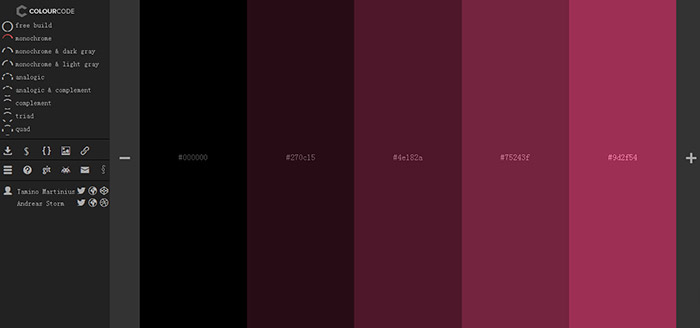 COLOURCODE
free build
monochrome
monochrome & dark gray
monochrome & light gray
analogic
analogic & complement
complement
triad
quad
git
Tamino Martinius
Andreas Storm
#000000
#270c15
#4e182a
#75243f
#9d2f54